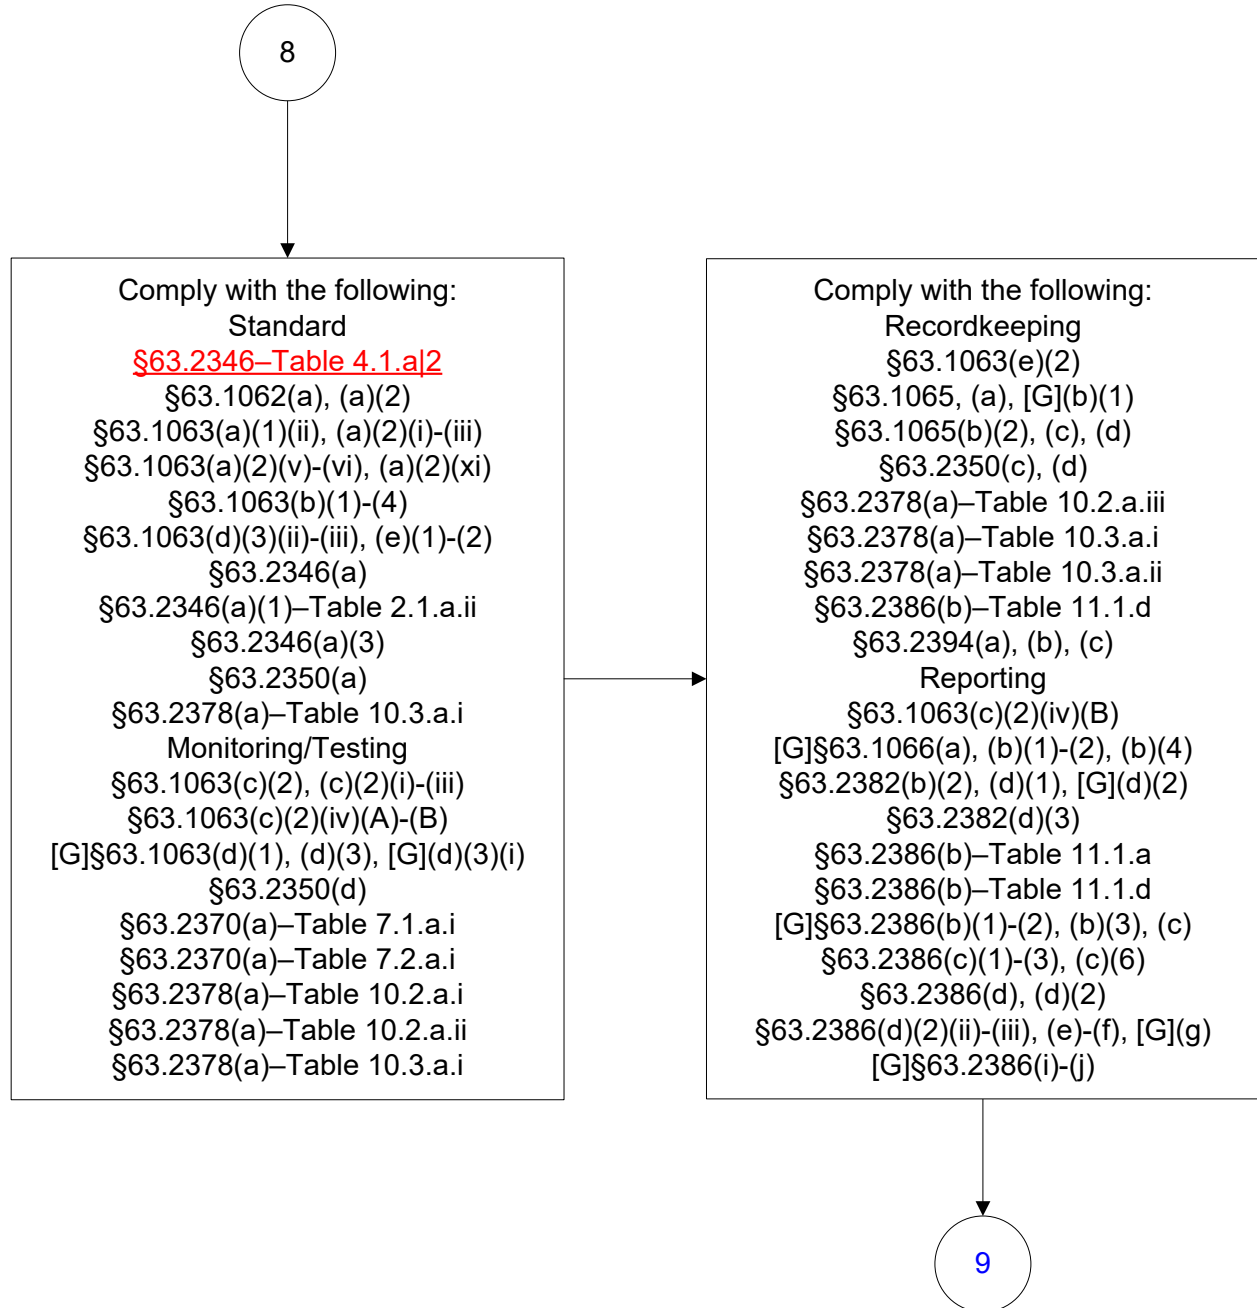 8
Comply with the following:
Standard
§63.2346–Table 4.1.a|2
§63.1062(a), (a)(2)
§63.1063(a)(1)(ii), (a)(2)(i)-(iii)
§63.1063(a)(2)(v)-(vi), (a)(2)(xi)
§63.1063(b)(1)-(4)
§63.1063(d)(3)(ii)-(iii), (e)(1)-(2)
§63.2346(a)
§63.2346(a)(1)–Table 2.1.a.ii
§63.2346(a)(3)
§63.2350(a)
§63.2378(a)–Table 10.3.a.i
Monitoring/Testing
§63.1063(c)(2), (c)(2)(i)-(iii)
§63.1063(c)(2)(iv)(A)-(B)
[G]§63.1063(d)(1), (d)(3), [G](d)(3)(i)
§63.2350(d)
§63.2370(a)–Table 7.1.a.i
§63.2370(a)–Table 7.2.a.i
§63.2378(a)–Table 10.2.a.i
§63.2378(a)–Table 10.2.a.ii
§63.2378(a)–Table 10.3.a.i
Comply with the following:
Recordkeeping
§63.1063(e)(2)
§63.1065, (a), [G](b)(1)
§63.1065(b)(2), (c), (d)
§63.2350(c), (d)
§63.2378(a)–Table 10.2.a.iii
§63.2378(a)–Table 10.3.a.i
§63.2378(a)–Table 10.3.a.ii
§63.2386(b)–Table 11.1.d
§63.2394(a), (b), (c)
Reporting
§63.1063(c)(2)(iv)(B)
[G]§63.1066(a), (b)(1)-(2), (b)(4)
§63.2382(b)(2), (d)(1), [G](d)(2)
§63.2382(d)(3)
§63.2386(b)–Table 11.1.a
§63.2386(b)–Table 11.1.d
[G]§63.2386(b)(1)-(2), (b)(3), (c)
§63.2386(c)(1)-(3), (c)(6)
§63.2386(d), (d)(2)
§63.2386(d)(2)(ii)-(iii), (e)-(f), [G](g)
[G]§63.2386(i)-(j)
9